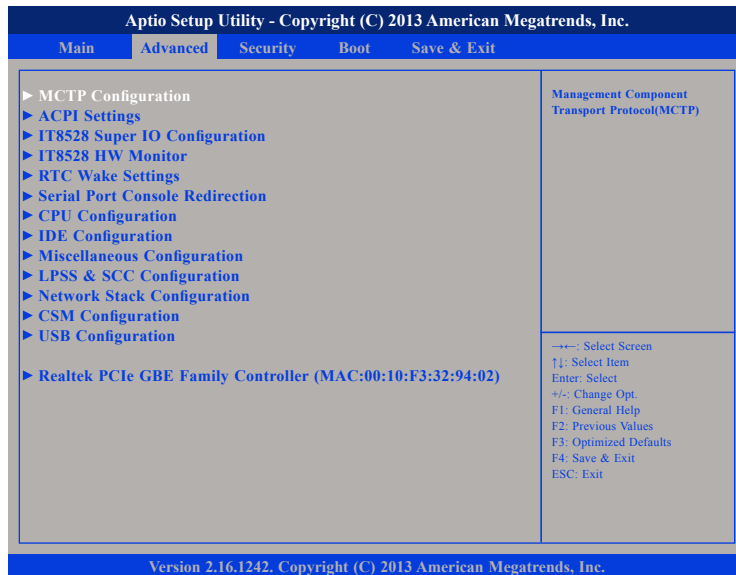 Aptio Setup Utility - Copyright (C) 2013 American Megatrends, Inc.
Main Advanced Security Boot Save & Exit
► MCTP Configuration
► ACPI Settings
► IT8528 Super IO Configuration
► IT8528 HW Monitor
► RTC Wake Settings
► Serial Port Console Redirection
► CPU Configuration
► IDE Configuration
► Miscellaneous Configuration
► LPSS & SCC Configuration
► Network Stack Configuration
► CSM Configuration
► USB Configuration
► Realtek PCIe GBE Family Controller (MAC:00:10:F3:32:94:02)
Management Component
Transport Protocol(MCTP)
→←: Select Screen
↑↓: Select Item
Enter: Select
+/-: Change Opt.
F1: General Help
F2: Previous Values
F3: Optimized Defaults
F4: Save & Exit
ESC: Exit
Version 2.16.1242. Copyright (C) 2013 American Megatrends, Inc.